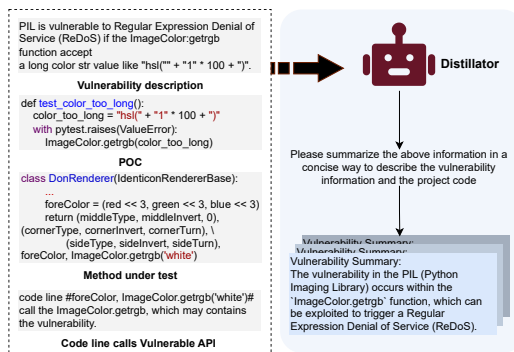 PIL is vulnerable to Regular Expression Denial of
Service (ReDoS) if the ImageColor:getrgb
function accept
a long color str value like "hsl("" + "1" * 100 + ")".
Vulnerability description
def test_color_too_long():
color_too_long = "hsl(" + "1" * 100 + ")"
with pytest.raises(ValueError):
ImageColor.getrgb(color_too_long)
POC
class DonRenderer(IdenticonRendererBase):
...
foreColor = (red << 3, green << 3, blue << 3)
return (middleType, middleInvert, 0),
(cornerType, cornerInvert, cornerTurn), \
(sideType, sideInvert, sideTurn),
foreColor, ImageColor.getrgb('white')
Method under test
code line #foreColor, ImageColor.getrgb('white')#
call the ImageColor.getrgb, which may contains
the vulnerability.
Code line calls Vulnerable API
Distillator
Please summarize the above information in a
concise way to describe the vulnerability
information and the project code
Vulnerability Summary:
Vulnerability Summary:
Vulnerability Summary:
The vulnerability in the PIL (Python
Imaging Library) occurs within the
`ImageColor.getrgb` function, which can
be exploited to trigger a Regular
Expression Denial of Service (ReDoS).